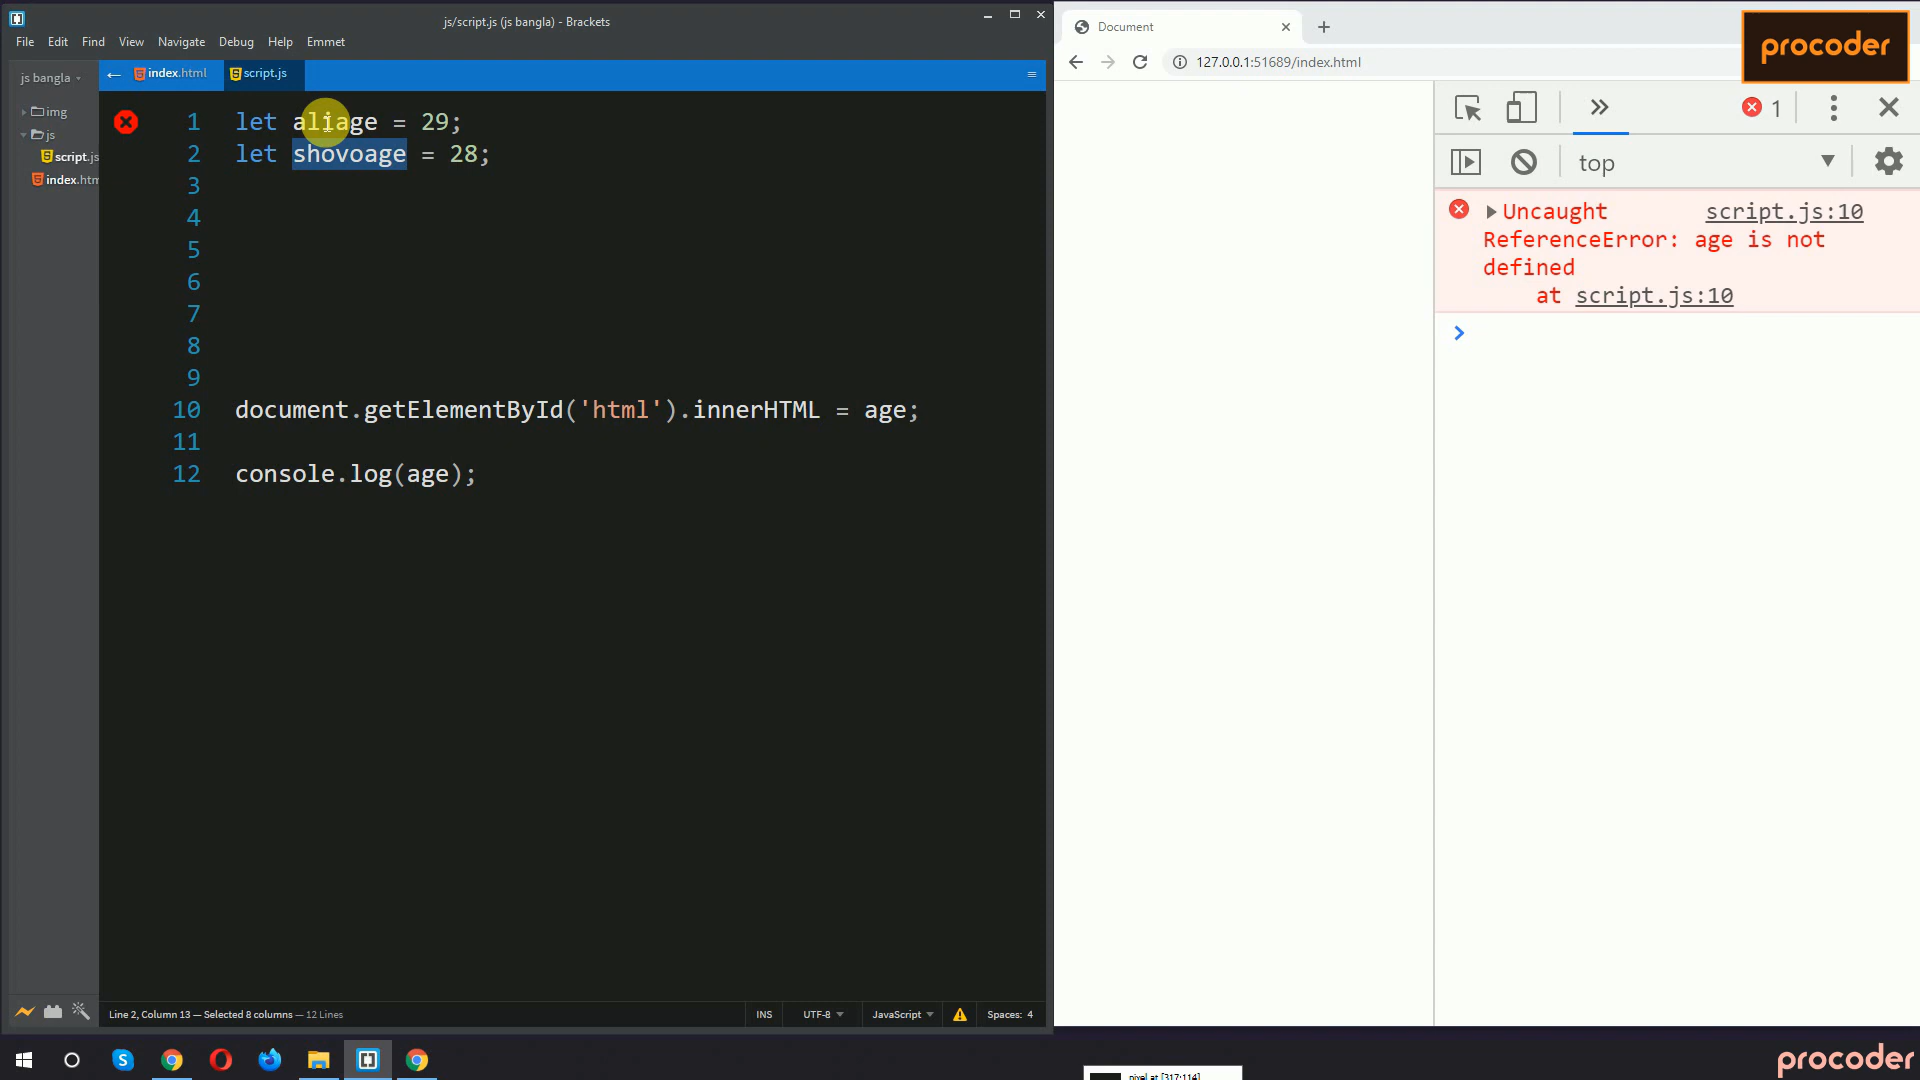 js/script.js (js bangla) - Brackets
File Edit Find View Navigate Debug Help Emmet
js bangla
index.html
script.js
img
js
script.js
index.htm
1 let aliage = 29;
2 let shovoage = 28;
3
4
5
6
7
8
9
10 document.getElementById('html').innerHTML = age;
11
12 console.log(age);
Line 2, Column 13 — Selected 8 columns — 12 Lines
INS
UTF-8
JavaScript
Spaces: 4
Document
127.0.0.1:51689/index.html
procoder
1
top
Uncaught script.js:10
ReferenceError: age is not
defined
at script.js:10
pixel at [317:114]
procoder